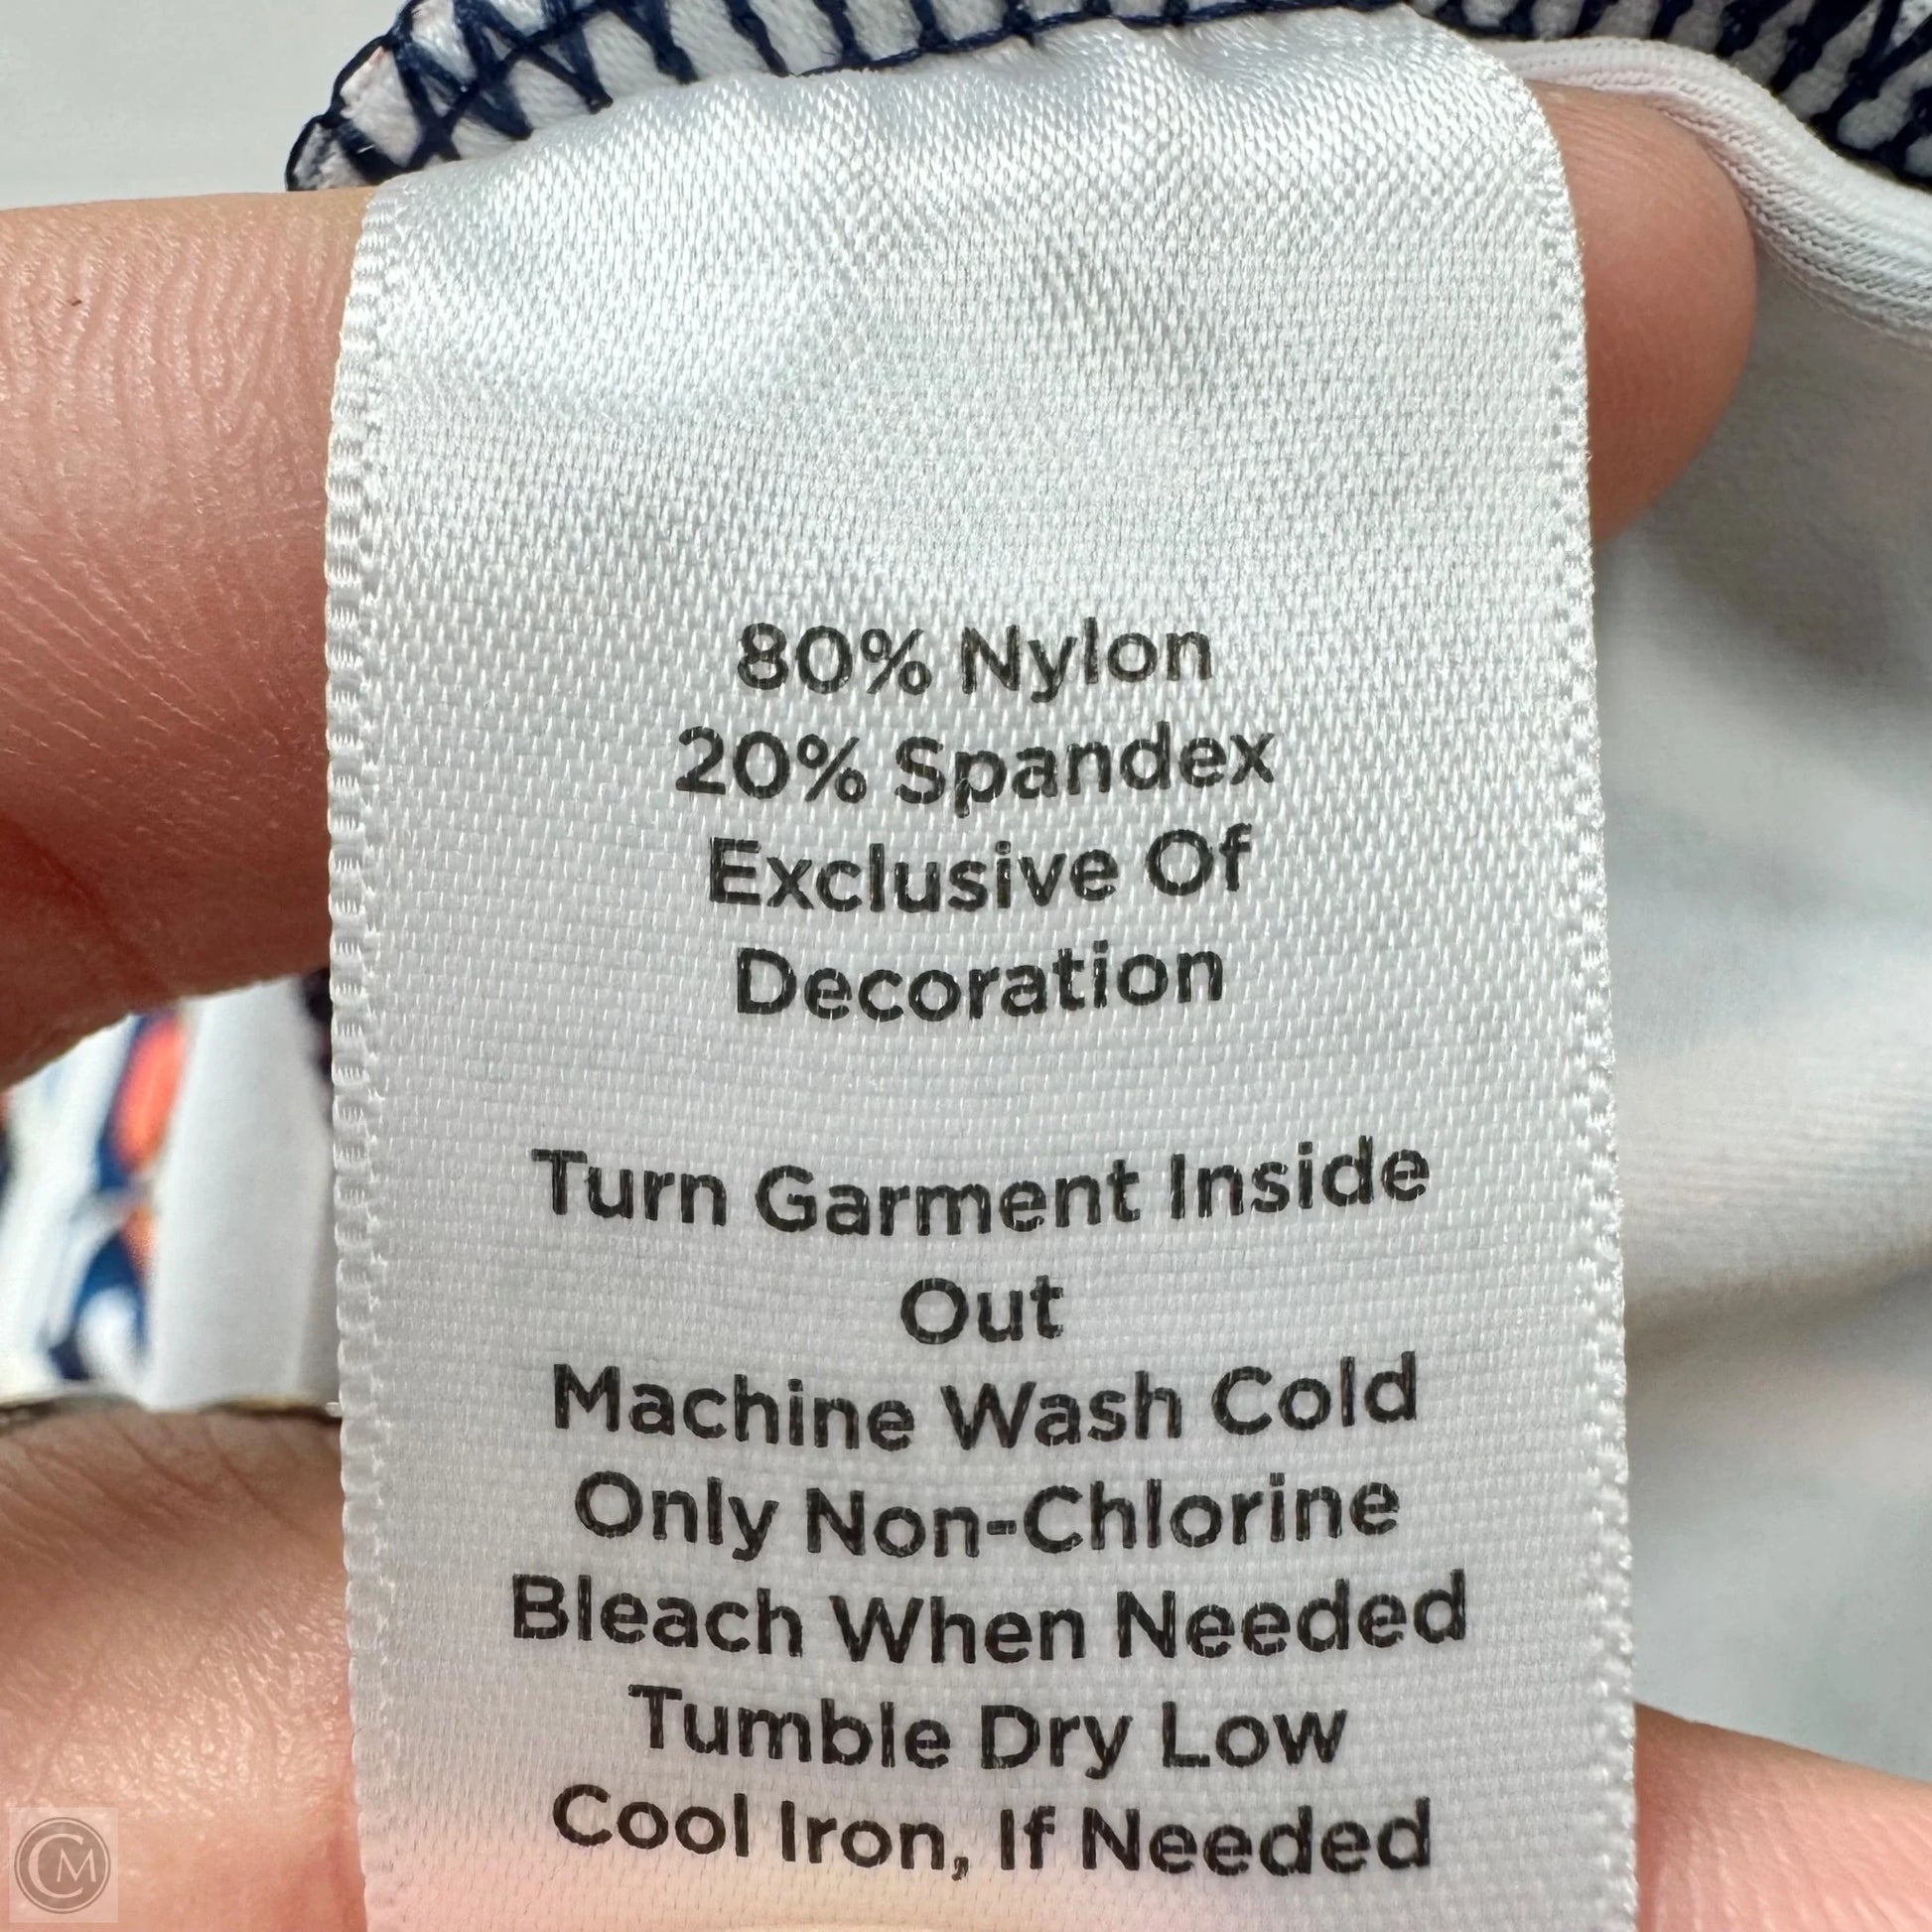 80% Nylon
20% Spandex
Exclusive Of
Decoration
Turn Garment Inside
Out
Machine Wash Cold
Only Non-Chlorine
Bleach When Needed
Tumble Dry Low
Cool Iron, If Needed
CM